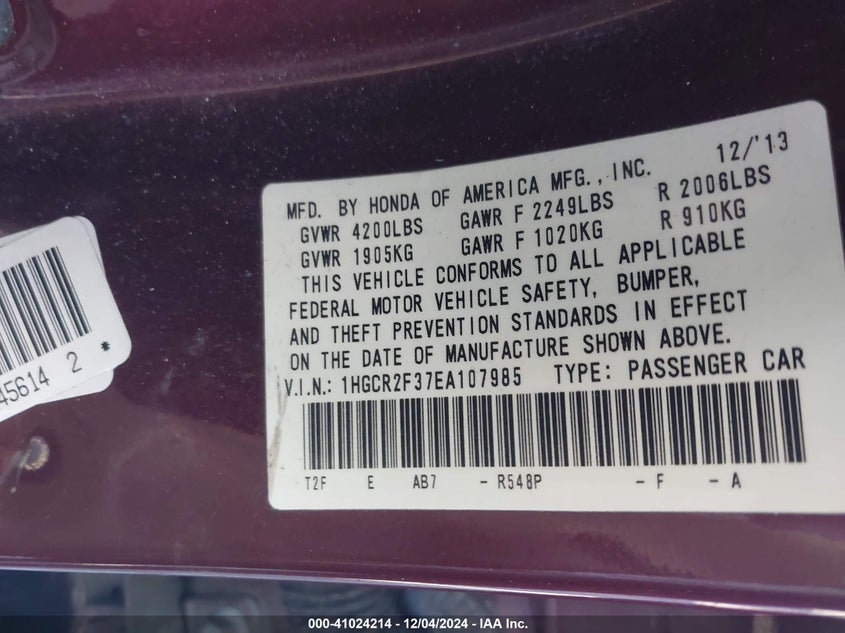 12/'13
MFD. BY HONDA OF AMERICA MFG., INC.
GVWR 4200LBS GAWR F 2249LBS R 2006LBS
GVWR 1905KG GAWR F 1020KG R 910KG
THIS VEHICLE CONFORMS TO ALL APPLICABLE
FEDERAL MOTOR VEHICLE SAFETY, BUMPER,
AND THEFT PREVENTION STANDARDS IN EFFECT
ON THE DATE OF MANUFACTURE SHOWN ABOVE.
V.I.N.: 1HGCR2F37EA107985 TYPE: PASSENGER CAR
T2F E AB7 - R548P - F - A
45614 2 *
000-41024214 - 12/04/2024 - IAA Inc.